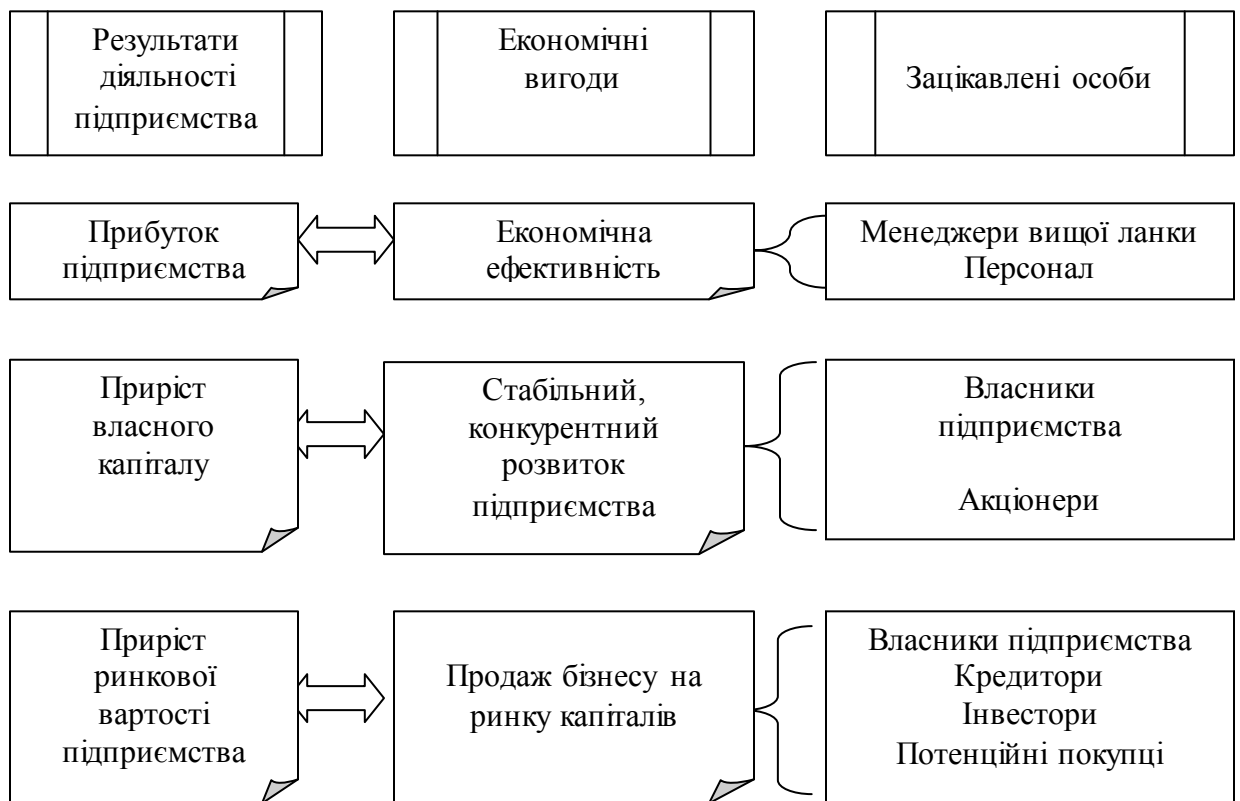 Результати
діяльності
підприємства
Економічні
вигоди
Зацікавлені особи
Прибуток
підприємства
Економічна
ефективність
Менеджери вищої ланки
Персонал
Приріст
власного
капіталу
Стабільний,
конкурентний
розвиток
підприємства
Власники
підприємства
Акціонери
Приріст
ринкової
вартості
підприємства
Продаж бізнесу на
ринку капіталів
Власники підприємства
Кредитори
Інвестори
Потенційні покупці